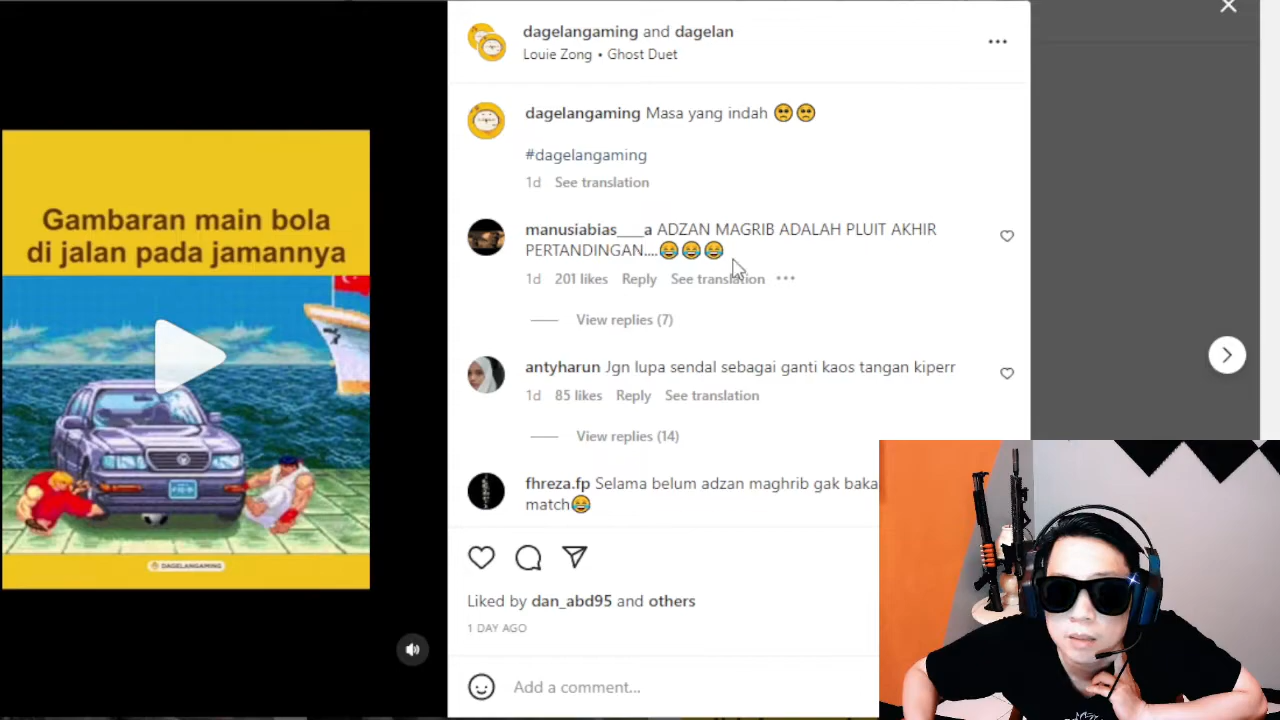 Gambaran main bola
di jalan pada jamannya
DAGELANGAMING
dagelangaming and dagelan
Louie Zong • Ghost Duet
dagelangaming Masa yang indah 🥺🥺
#dagelangaming
1d See translation
manusiabias____a ADZAN MAGRIB ADALAH PLUIT AKHIR
PERTANDINGAN....😂😂😂
1d 201 likes Reply See translation
View replies (7)
antyharun Jgn lupa sendal sebagai ganti kaos tangan kiperr
1d 85 likes Reply See translation
View replies (14)
fhreza.fp Selama belum adzan maghrib gak baka
match😂
Liked by dan_abd95 and others
1 DAY AGO
Add a comment...